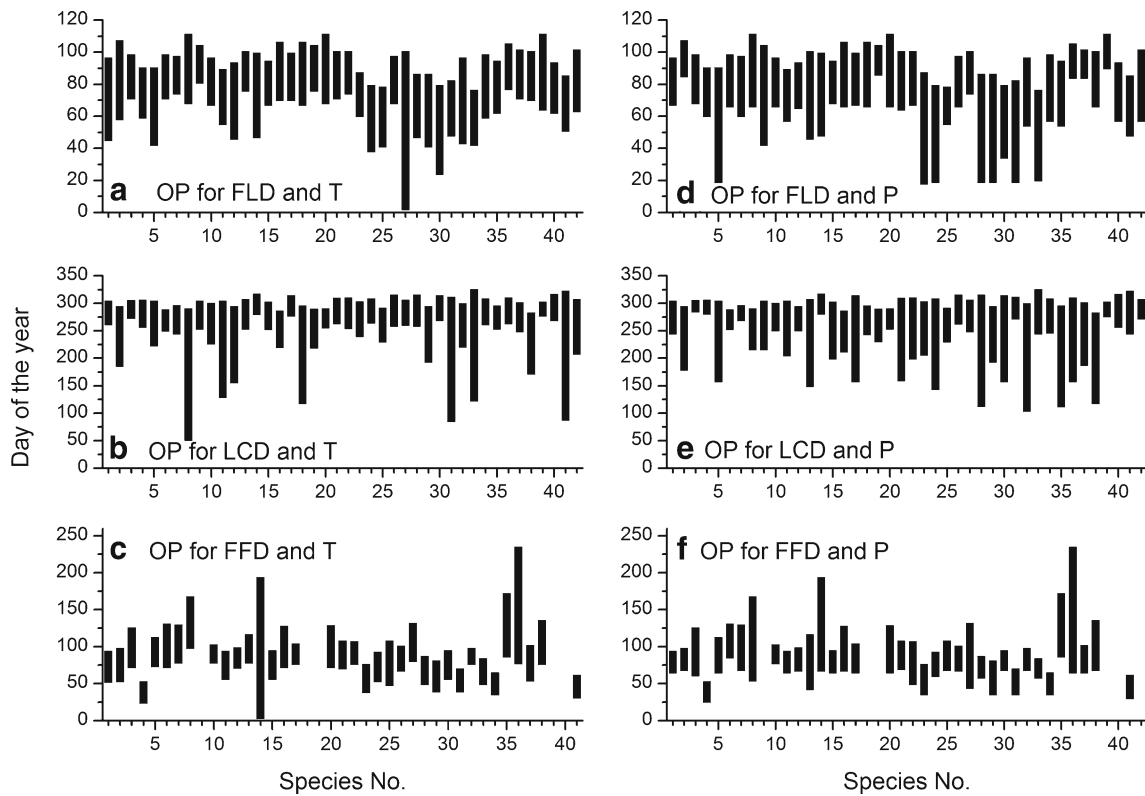 120
100
80
60
40
20
0
a OP for FLD and T
5 10 15 20 25 30 35 40
120
100
80
60
40
20
0
d OP for FLD and P
5 10 15 20 25 30 35 40
Day of the year
350
300
250
200
150
100
50
0
b OP for LCD and T
5 10 15 20 25 30 35 40
350
300
250
200
150
100
50
0
e OP for LCD and P
5 10 15 20 25 30 35 40
250
200
150
100
50
0
c OP for FFD and T
5 10 15 20 25 30 35 40
Species No.
250
200
150
100
50
0
f OP for FFD and P
5 10 15 20 25 30 35 40
Species No.